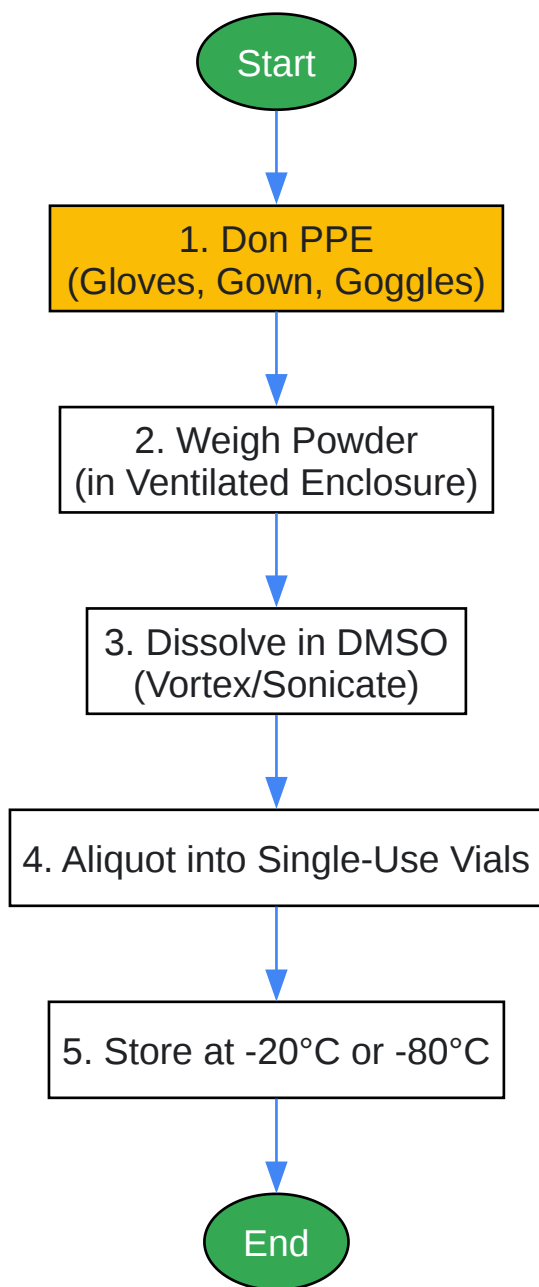 Start
1. Don PPE
(Gloves, Gown, Goggles)
2. Weigh Powder
(in Ventilated Enclosure)
3. Dissolve in DMSO
(Vortex/Sonicate)
4. Aliquot into Single-Use Vials
5. Store at -20°C or -80°C
End